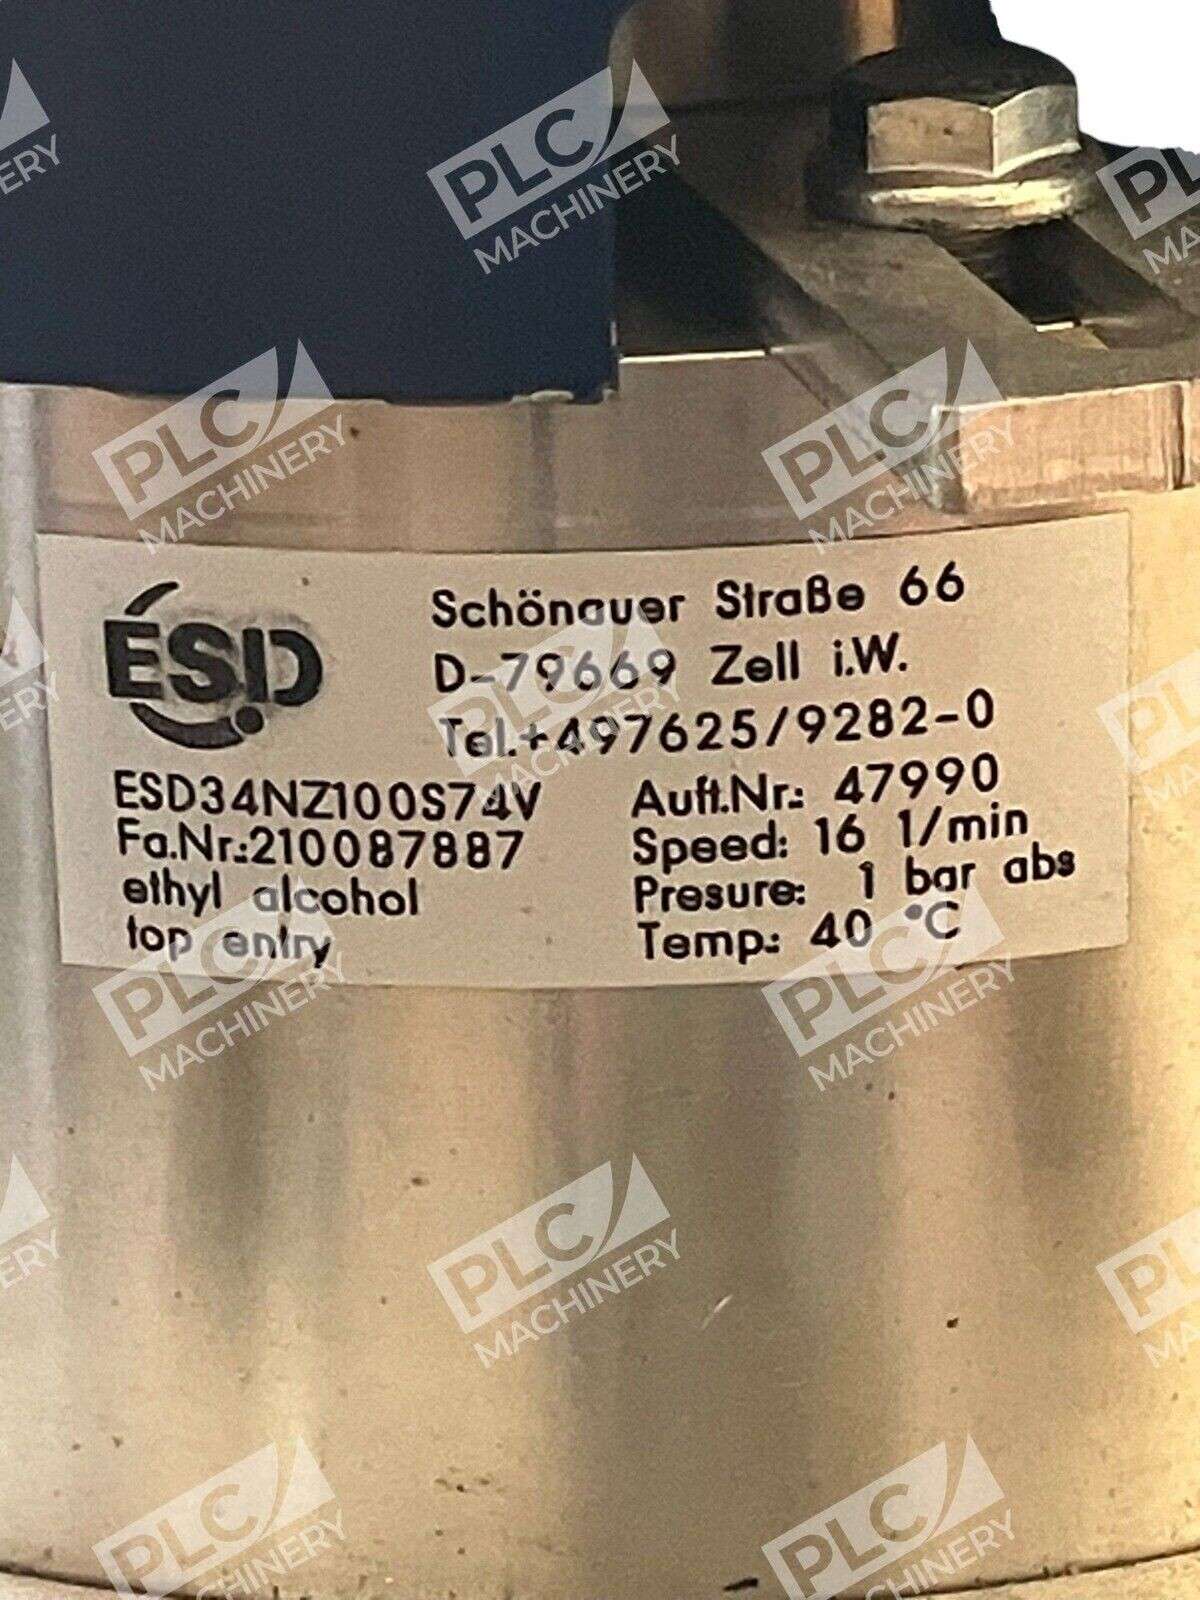 ESD
Schönauer Straße 66
D-79669 Zell i.W.
Tel.+497625/9282-0
ESD34NZ100S74V
Fa.Nr.:210087887
ethyl alcohol
top entry
Auft.Nr.: 47990
Speed: 16 1/min
Presure: 1 bar abs
Temp.: 40 °C
PLC
MACHINERY